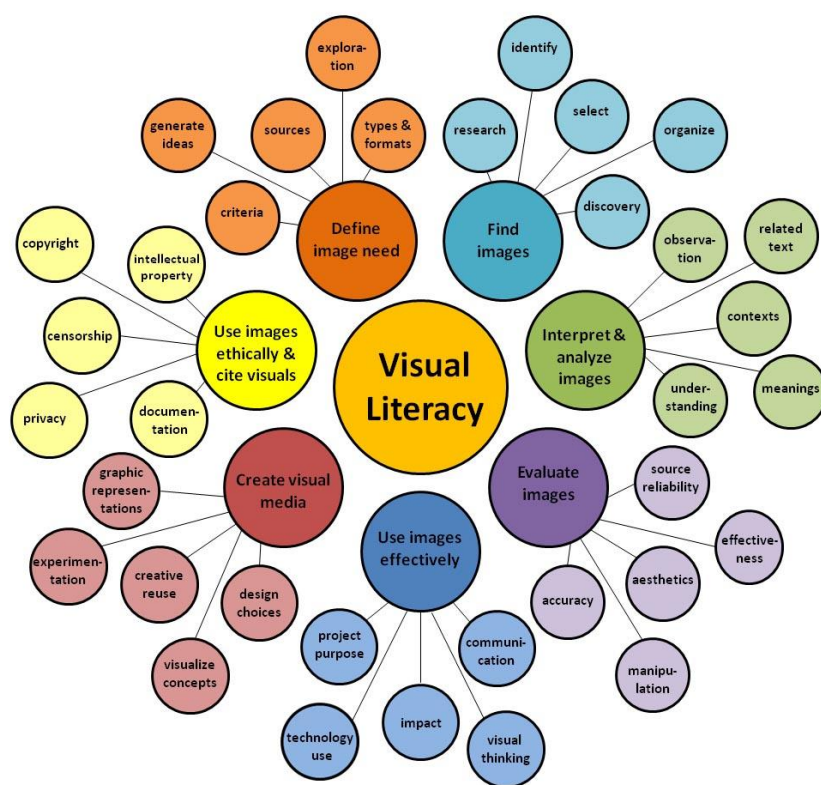 Visual
Literacy
Define
image need
criteria
generate
ideas
sources
explora-
tion
types &
formats
Find
images
research
identify
select
organize
discovery
Interpret &
analyze
images
observa-
tion
related
text
contexts
meanings
under-
standing
Evaluate
images
source
reliability
effective-
ness
aesthetics
manipu-
lation
accuracy
Use images
effectively
communi-
cation
visual
thinking
impact
technology
use
project
purpose
Create visual
media
design
choices
visualize
concepts
creative
reuse
experimen-
tation
graphic
represen-
tations
Use images
ethically &
cite visuals
documen-
tation
privacy
censorship
copyright
intellectual
property